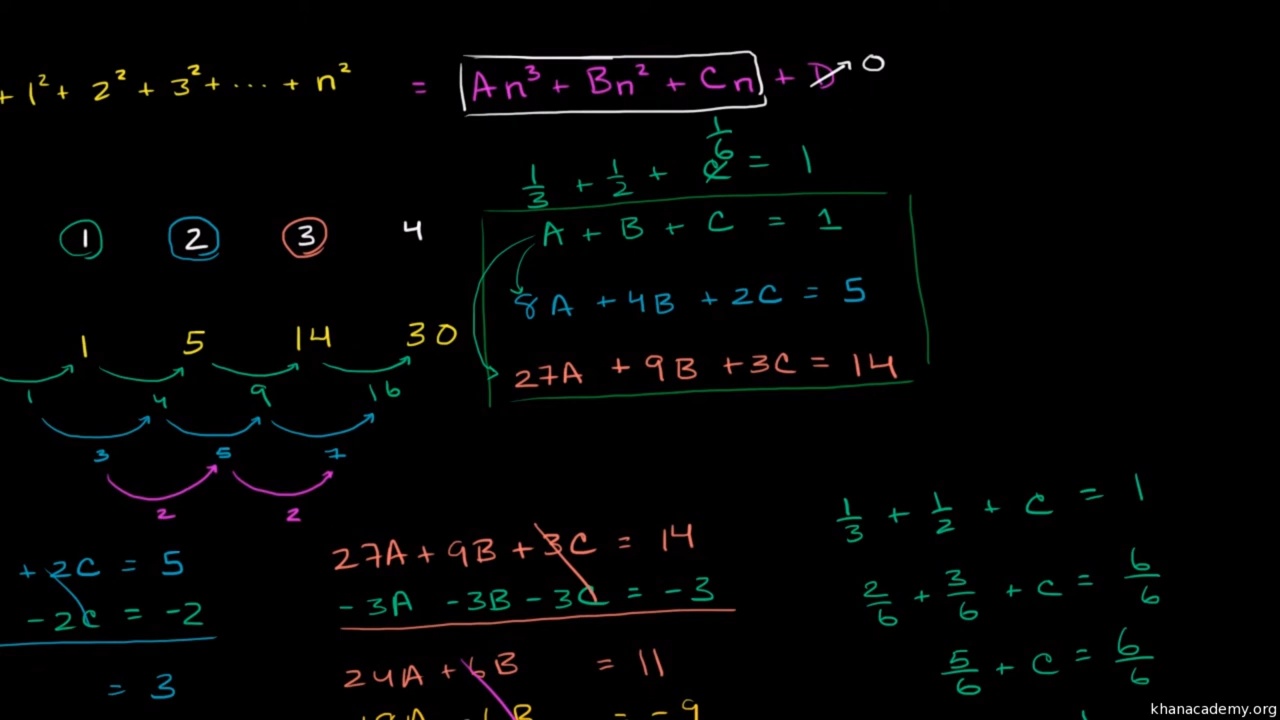 + 1² + 2² + 3² + ··· + n² = An³ + Bn² + Cn + D → 0
1/3 + 1/2 + C 1/6 = 1
1 2 3 4
A + B + C = 1
8A + 4B + 2C = 5
1 5 14 30
27A + 9B + 3C = 14
1 4 9 16
3 5 7
2 2
+ 2C = 5
- 2C = -2
= 3
27A + 9B + 3C = 14
- 3A - 3B - 3C = -3
24A + 6B = 11
B = -9
1/3 + 1/2 + C = 1
2/6 + 3/6 + C = 6/6
5/6 + C = 6/6
khanacademy.org